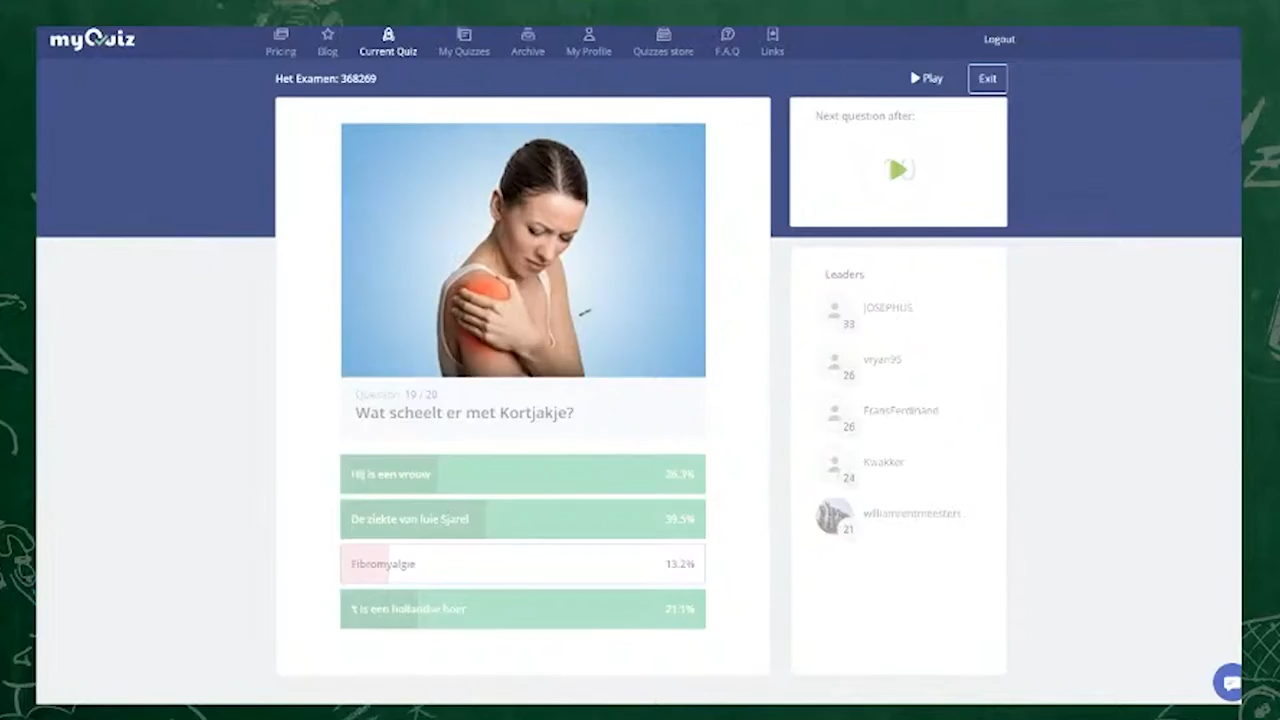 myQuiz
Pricing
Blog
Current Quiz
My Quizzes
Archive
My Profile
Quizzes store
F.A.Q
Links
Logout
Het Examen: 368269
Play
Exit
Next question after:
Question 19 / 20
Wat scheelt er met Kortjakje?
Hij is een vrouw 26.3%
De ziekte van luie Sjarel 39.5%
Fibromyalgie 13.2%
't is een hollandse hoer 21.1%
Leaders
JOSEPHUS
33
vryan95
26
FransFerdinand
26
Kwakker
24
21